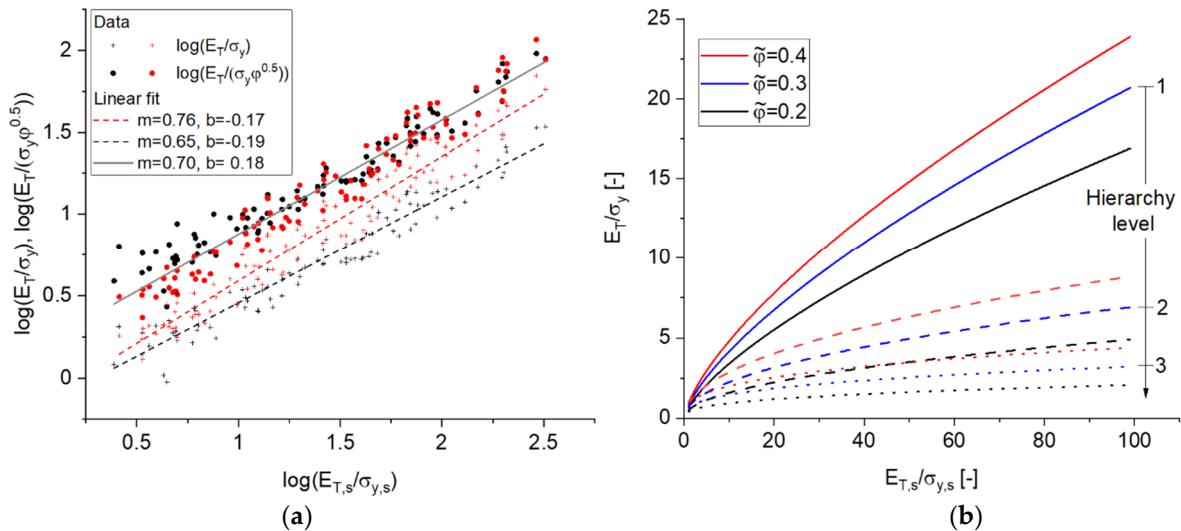 (a)
Data
log(E_T/σ_y)
log(E_T/(σ_yφ^0.5))
Linear fit
m=0.76, b=-0.17
m=0.65, b=-0.19
m=0.70, b= 0.18
log(E_T/σ_y), log(E_T/(σ_yφ^0.5))
2
1.5
1.0
0.5
0
0.5
1
1.5
2
2.5
log(E_T,s/σ_y,s)
(b)
φ̃=0.4
φ̃=0.3
φ̃=0.2
E_T/σ_y [-]
25
20
15
10
5
0
0
20
40
60
80
100
E_T,s/σ_y,s [-]
1
Hierarchy
level
2
3